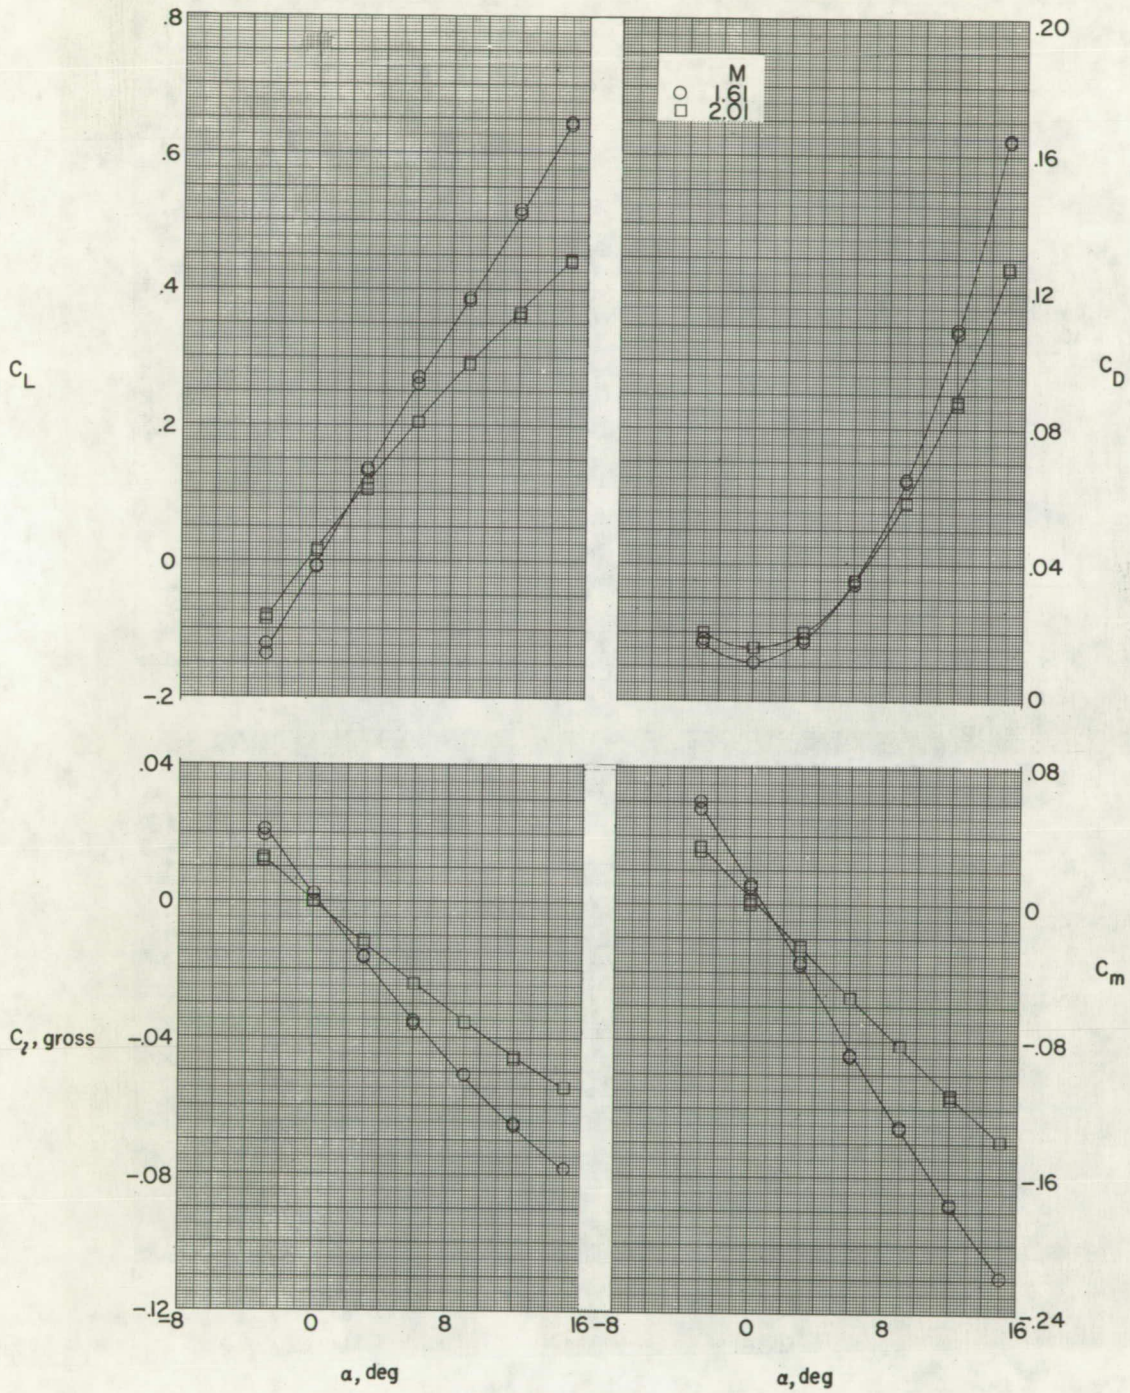 .8
.6
.4
.2
0
-.2
C_L
M
○ 1.61
□ 2.01
.20
.16
.12
.08
.04
0
C_D
.04
0
-.04
-.08
-.12
C_l, gross
-8 0 8 16
α, deg
.08
0
-.08
-.16
-.24
C_m
-8 0 8 16
α, deg